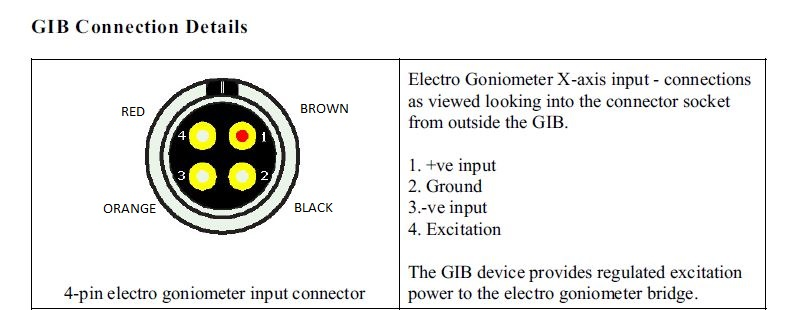 GIB Connection Details
RED
BROWN
4
1
3
2
ORANGE
BLACK
4-pin electro goniometer input connector
Electro Goniometer X-axis input - connections
as viewed looking into the connector socket
from outside the GIB.
1. +ve input
2. Ground
3.-ve input
4. Excitation
The GIB device provides regulated excitation
power to the electro goniometer bridge.